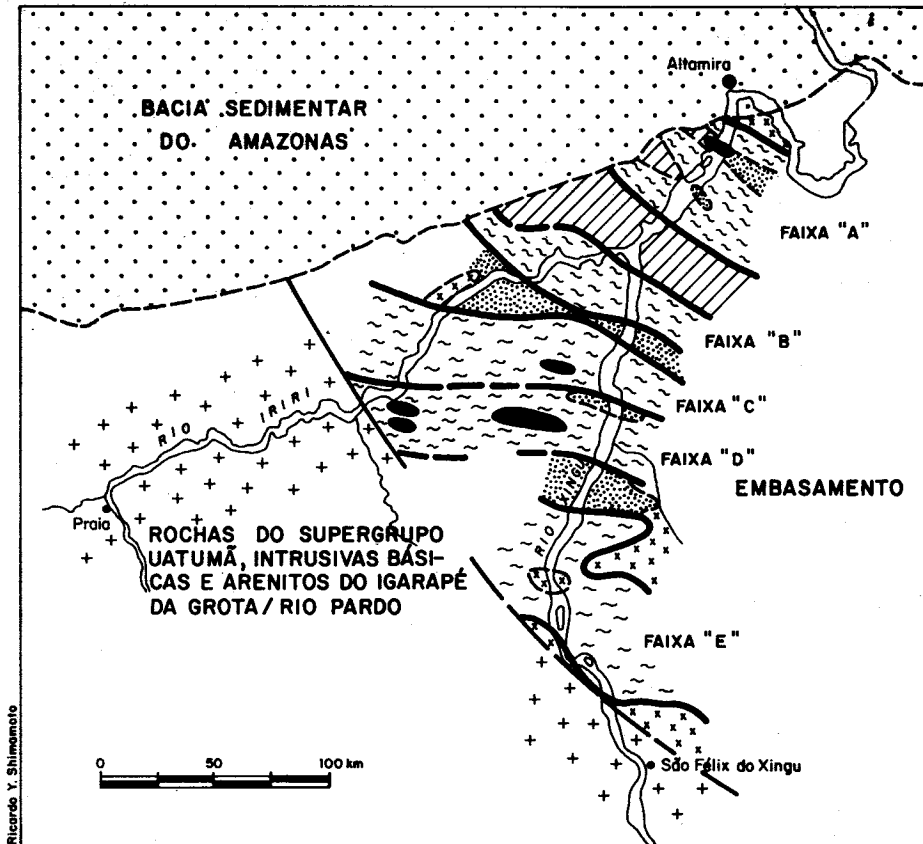 Altamira
BACIA SEDIMENTAR
DO AMAZONAS
FAIXA "A"
FAIXA "B"
FAIXA "C"
FAIXA "D"
EMBASAMENTO
RIO IRIRI
RIO XINGU
Praia
ROCHAS DO SUPERGRUPO
UATUMÃ, INTRUSIVAS BÁSI-
CAS E ARENITOS DO IGARAPÉ
DA GROTA / RIO PARDO
FAIXA "E"
São Félix do Xingu
0 50 100 km
Ricardo Y. Shimamoto